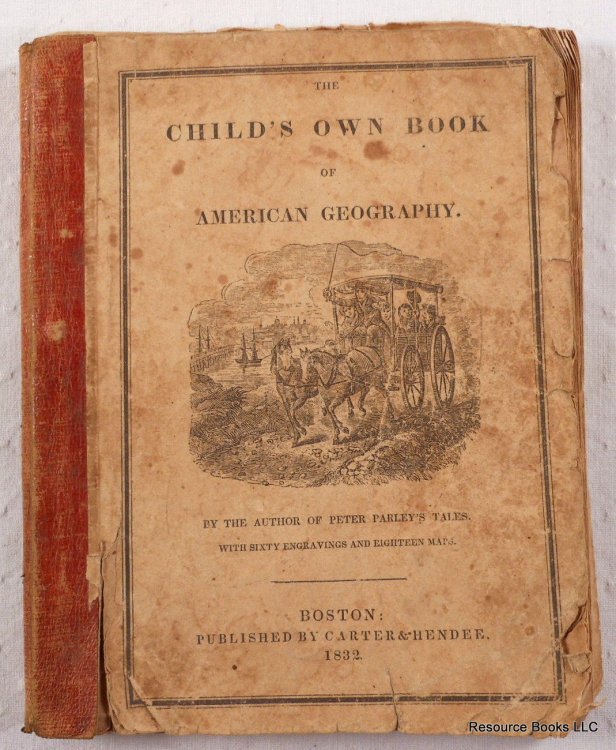 THE
CHILD'S OWN BOOK
OF
AMERICAN GEOGRAPHY.
BY THE AUTHOR OF PETER PARLEY'S TALES.
WITH SIXTY ENGRAVINGS AND EIGHTEEN MAPS.
BOSTON:
PUBLISHED BY CARTER & HENDEE.
1832.
Resource Books LLC